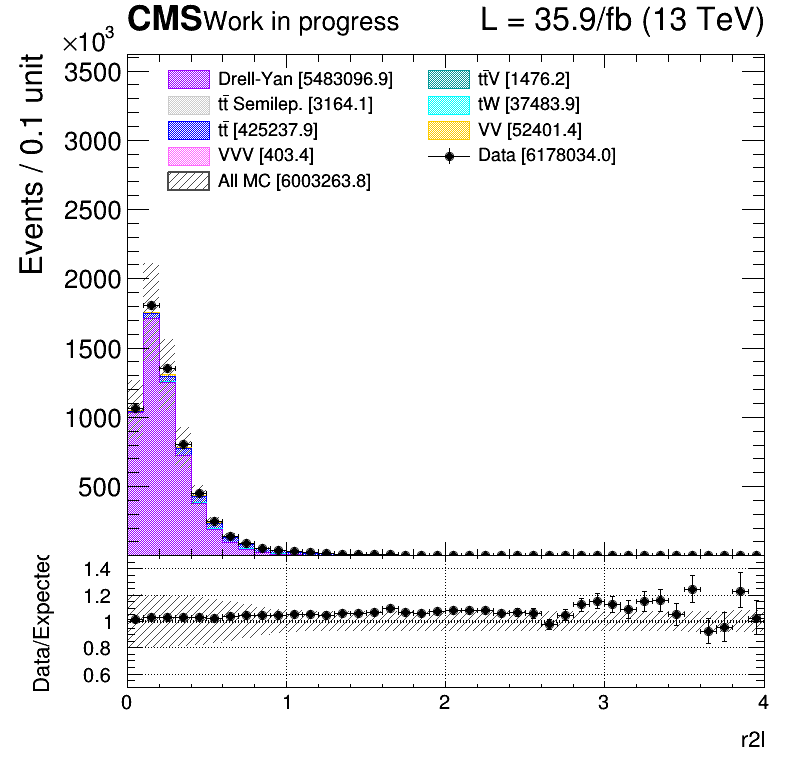 CMS Work in progress L = 35.9/fb (13 TeV)
×10³
Events / 0.1 unit
3500
3000
2500
2000
1500
1000
500
Drell-Yan [5483096.9]
tt̄ Semilep. [3164.1]
tt̄ [425237.9]
VVV [403.4]
All MC [6003263.8]
tt̄V [1476.2]
tW [37483.9]
VV [52401.4]
Data [6178034.0]
Data/Expected
1.4
1.2
1
0.8
0.6
0 1 2 3 4
r2l